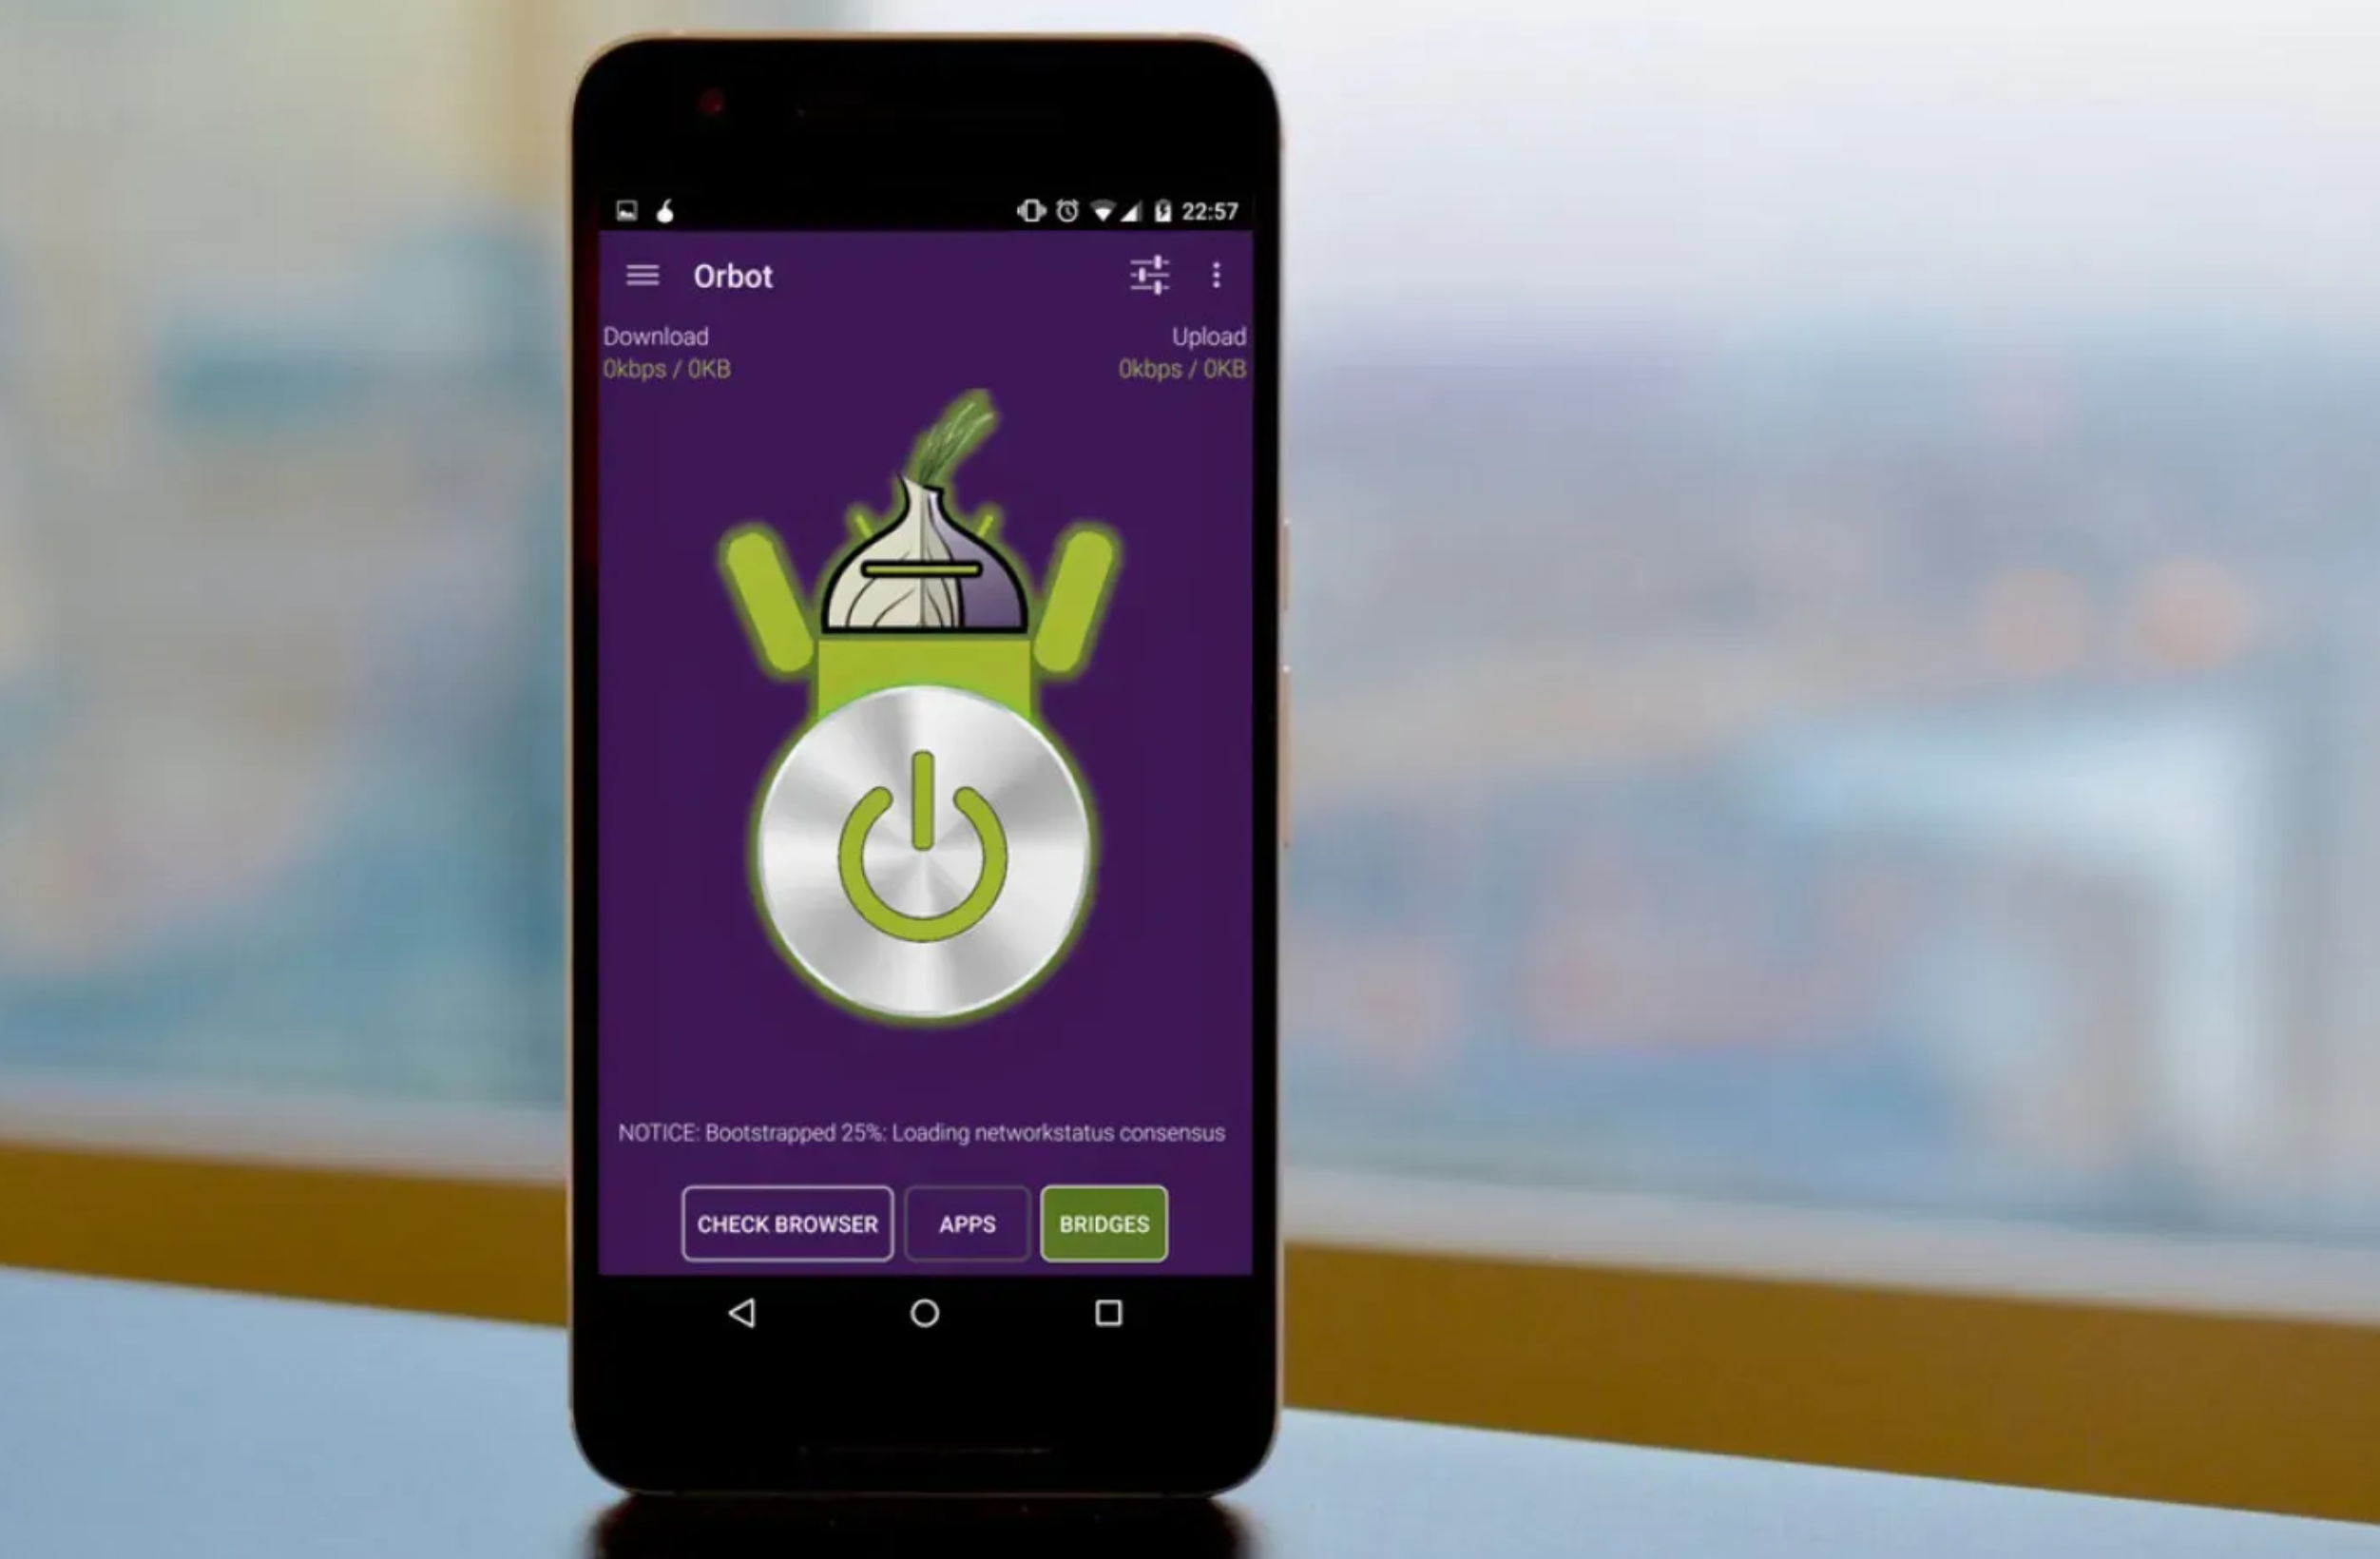 22:57
Orbot
Download
Upload
0kbps / 0KB
0kbps / 0KB
NOTICE: Bootstrapped 25%: Loading networkstatus consensus
CHECK BROWSER
APPS
BRIDGES